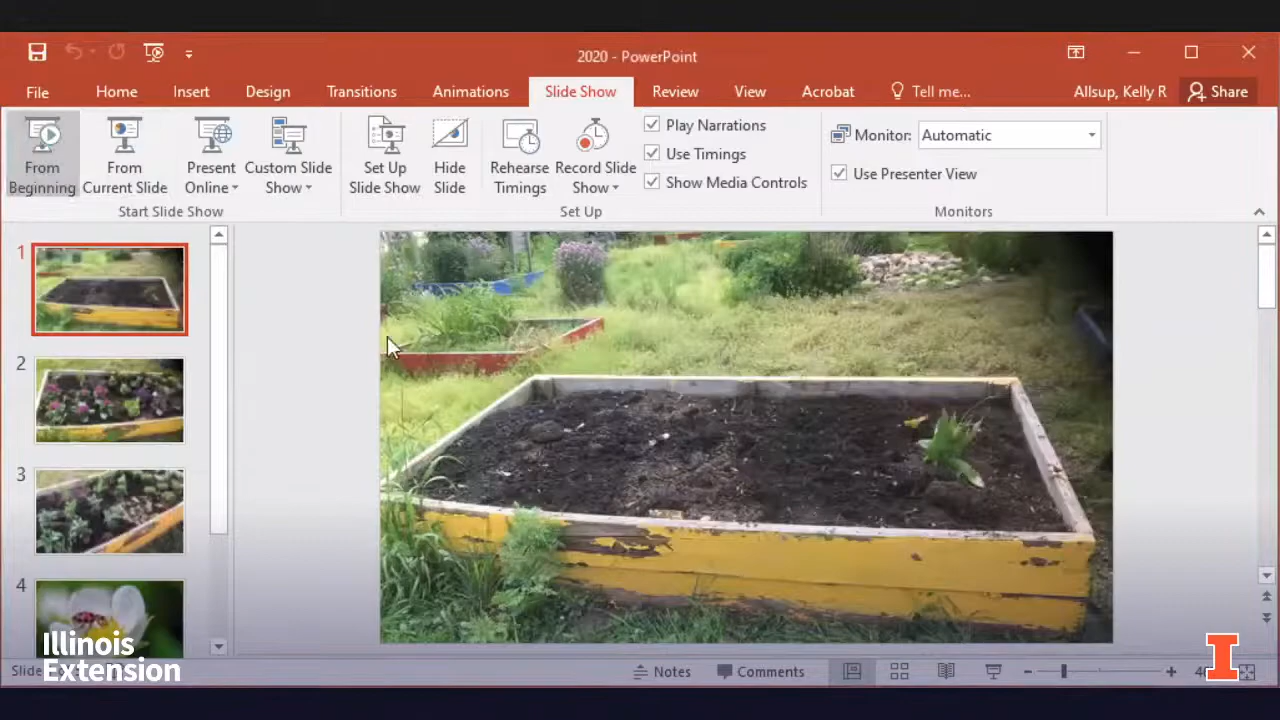 2020 - PowerPoint
File Home Insert Design Transitions Animations Slide Show Review View Acrobat Tell me... Allsup, Kelly R Share
From Beginning
From Current Slide
Present Online
Custom Slide Show
Start Slide Show
Set Up Slide Show
Hide Slide
Rehearse Timings
Record Slide Show
Play Narrations
Use Timings
Show Media Controls
Set Up
Monitor: Automatic
Use Presenter View
Monitors
1
2
3
4
Illinois
Extension
Notes Comments
I